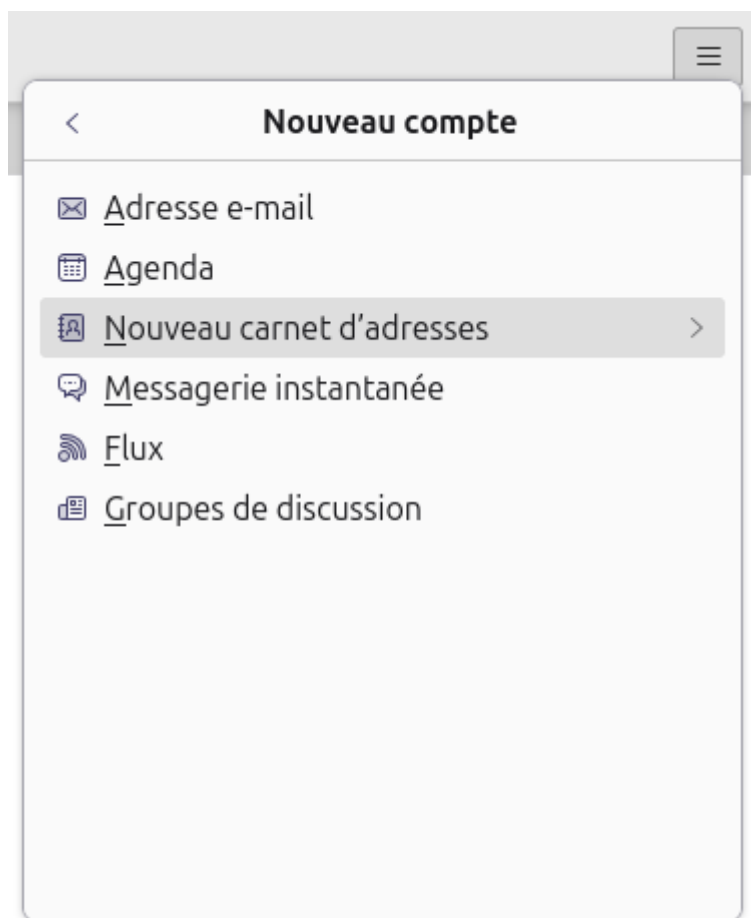 Nouveau compte
Adresse e-mail
Agenda
Nouveau carnet d’adresses
Messagerie instantanée
Flux
Groupes de discussion